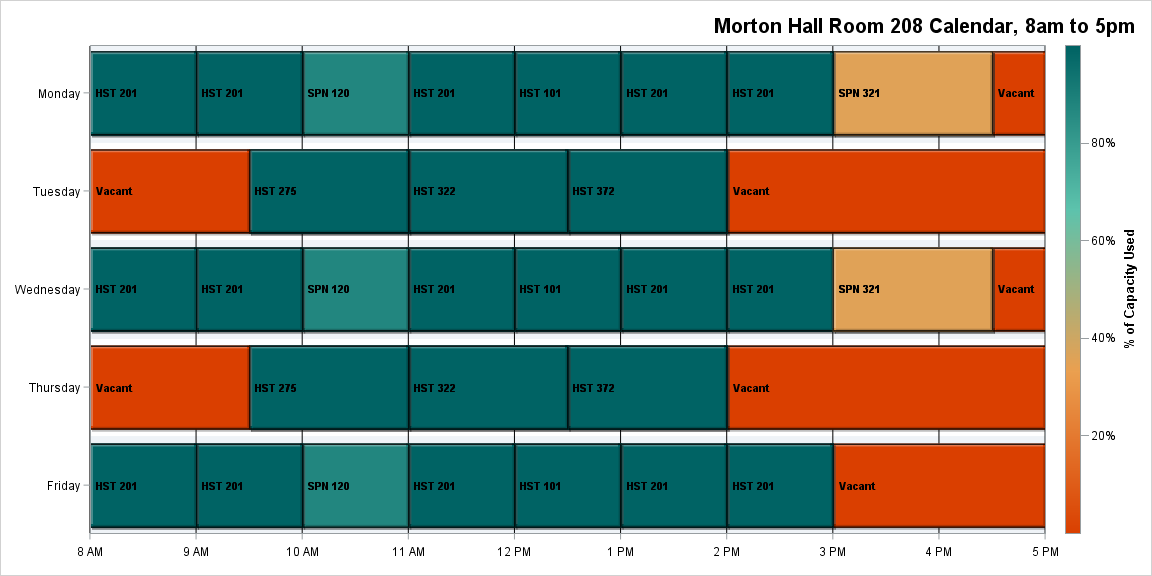 Morton Hall Room 208 Calendar, 8am to 5pm
Monday HST 201 HST 201 SPN 120 HST 201 HST 101 HST 201 HST 201 SPN 321 Vacant
Tuesday Vacant HST 275 HST 322 HST 372 Vacant
Wednesday HST 201 HST 201 SPN 120 HST 201 HST 101 HST 201 HST 201 SPN 321 Vacant
Thursday Vacant HST 275 HST 322 HST 372 Vacant
Friday HST 201 HST 201 SPN 120 HST 201 HST 101 HST 201 HST 201 Vacant
8 AM 9 AM 10 AM 11 AM 12 PM 1 PM 2 PM 3 PM 4 PM 5 PM
80%
60%
40%
20%
% of Capacity Used